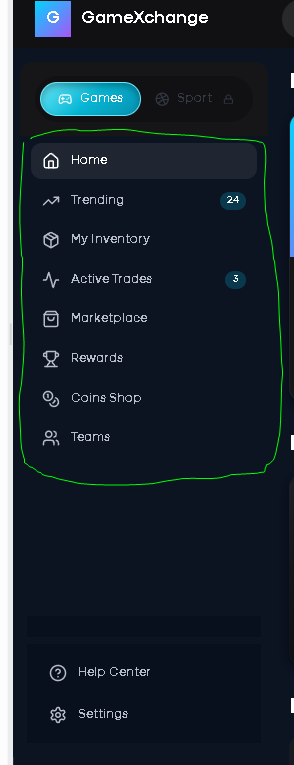 G GameXchange
Games Sport
Home
Trending 24
My Inventory
Active Trades 3
Marketplace
Rewards
Coins Shop
Teams
Help Center
Settings